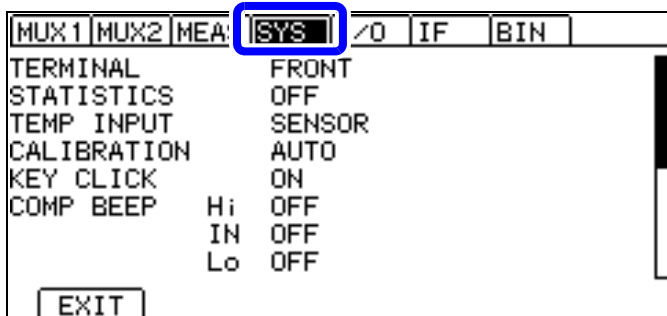 MUX1 MUX2 MEA SYS /O IF BIN
TERMINAL FRONT
STATISTICS OFF
TEMP INPUT SENSOR
CALIBRATION AUTO
KEY CLICK ON
COMP BEEP Hi OFF
IN OFF
Lo OFF
EXIT